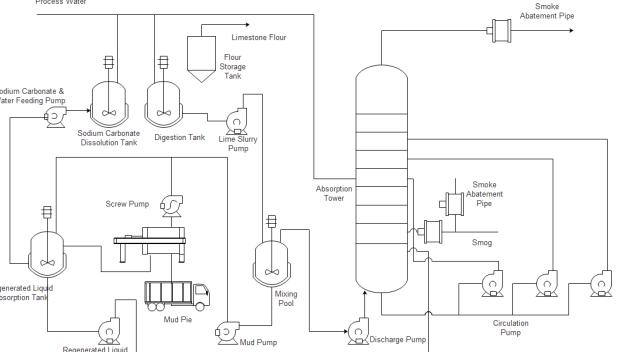 Process Water
Smoke
Abatement Pipe
Limestone Flour
Flour
Storage
Tank
odium Carbonate &
ater Feeding Pump
Sodium Carbonate
Dissolution Tank
Digestion Tank
Lime Slurry
Pump
Absorption
Tower
Smoke
Abatement
Pipe
Screw Pump
Smog
egenerated Liquid
bsorption Tank
Mixing
Pool
Mud Pie
Mud Pump
Discharge Pump
Circulation
Pump
Regenerated Liquid